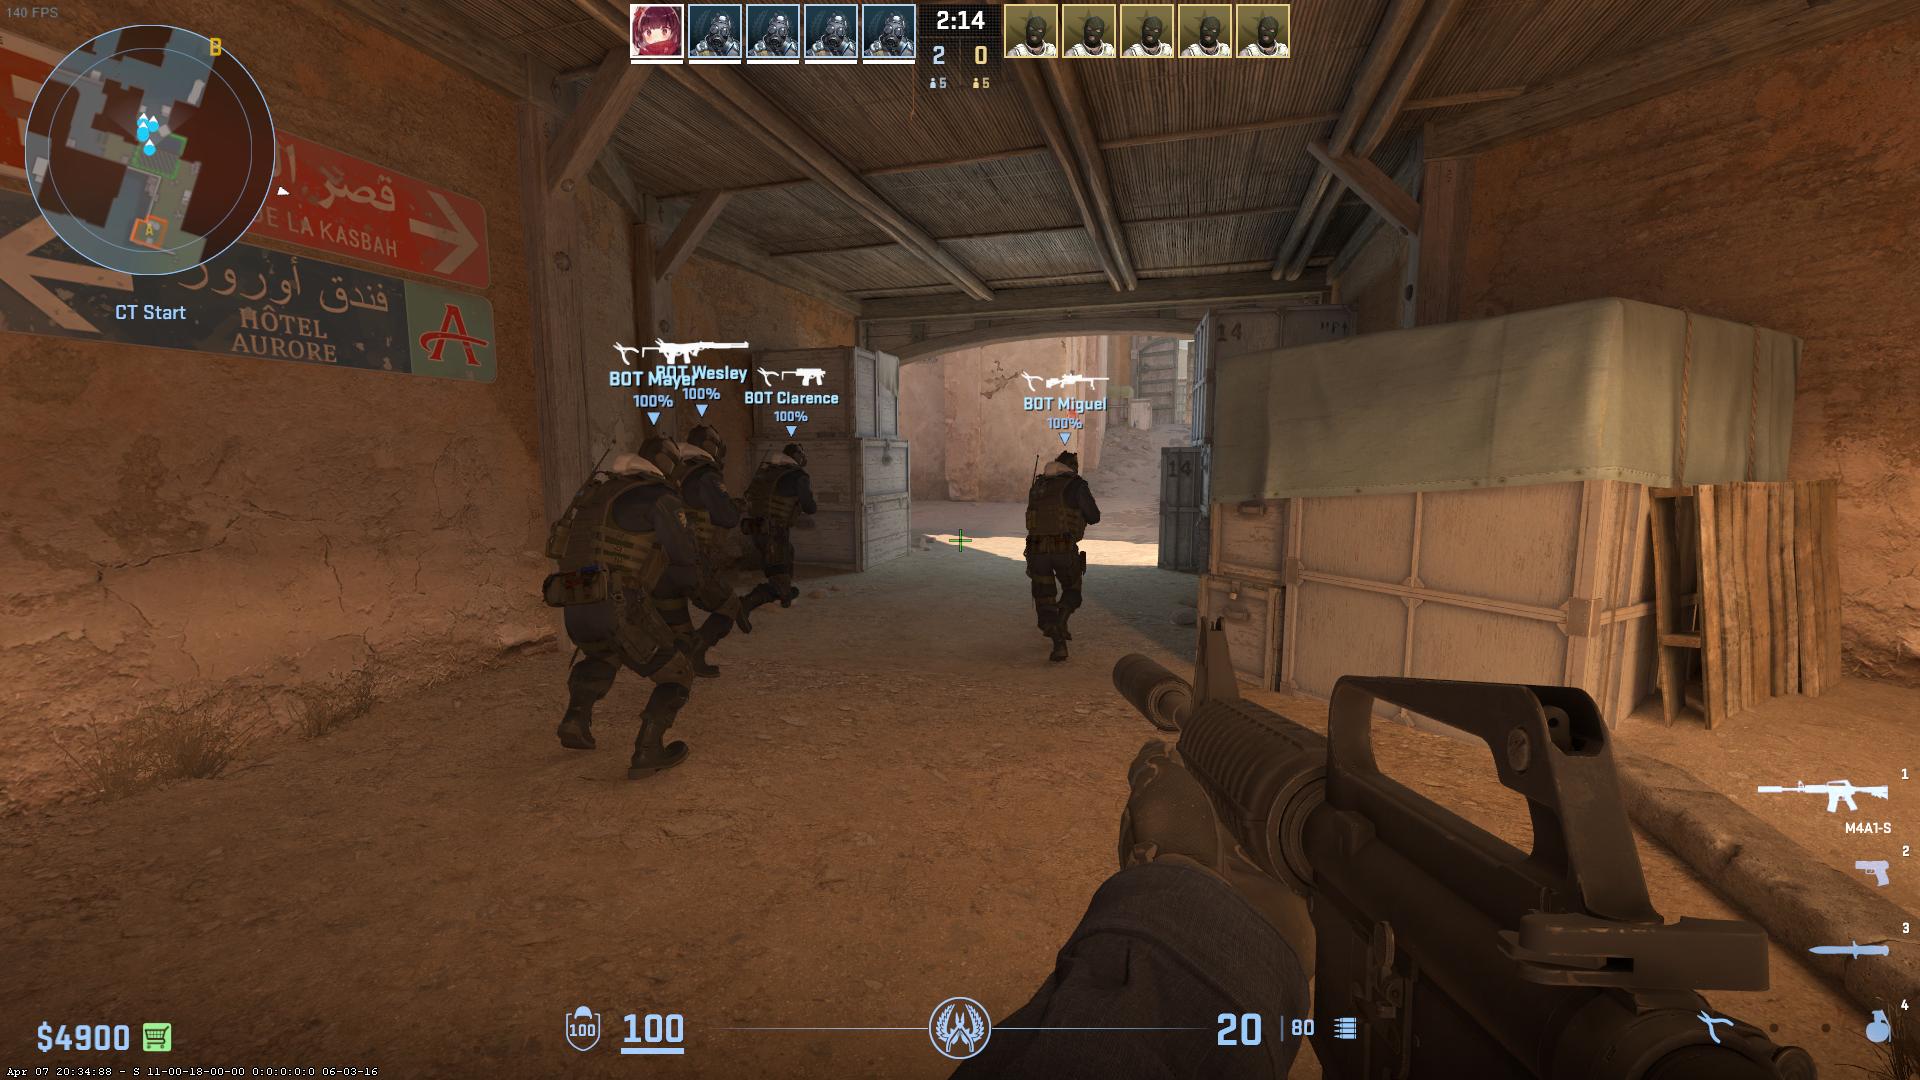 140 FPS
B
2:14
2 0
5 5
قصر ا
DE LA KASBAH
A
CT Start
فندق أورور
HÔTEL
AURORE
A
BOT Mayer
100%
BOT Wesley
100%
BOT Clarence
100%
BOT Miguel
100%
14
14
1
M4A1-S
2
3
4
$4900
100
100
20 80
Apr 07 20:34:88 - S 11-00-18-00-00 0:0:0:0:0 06-03-16